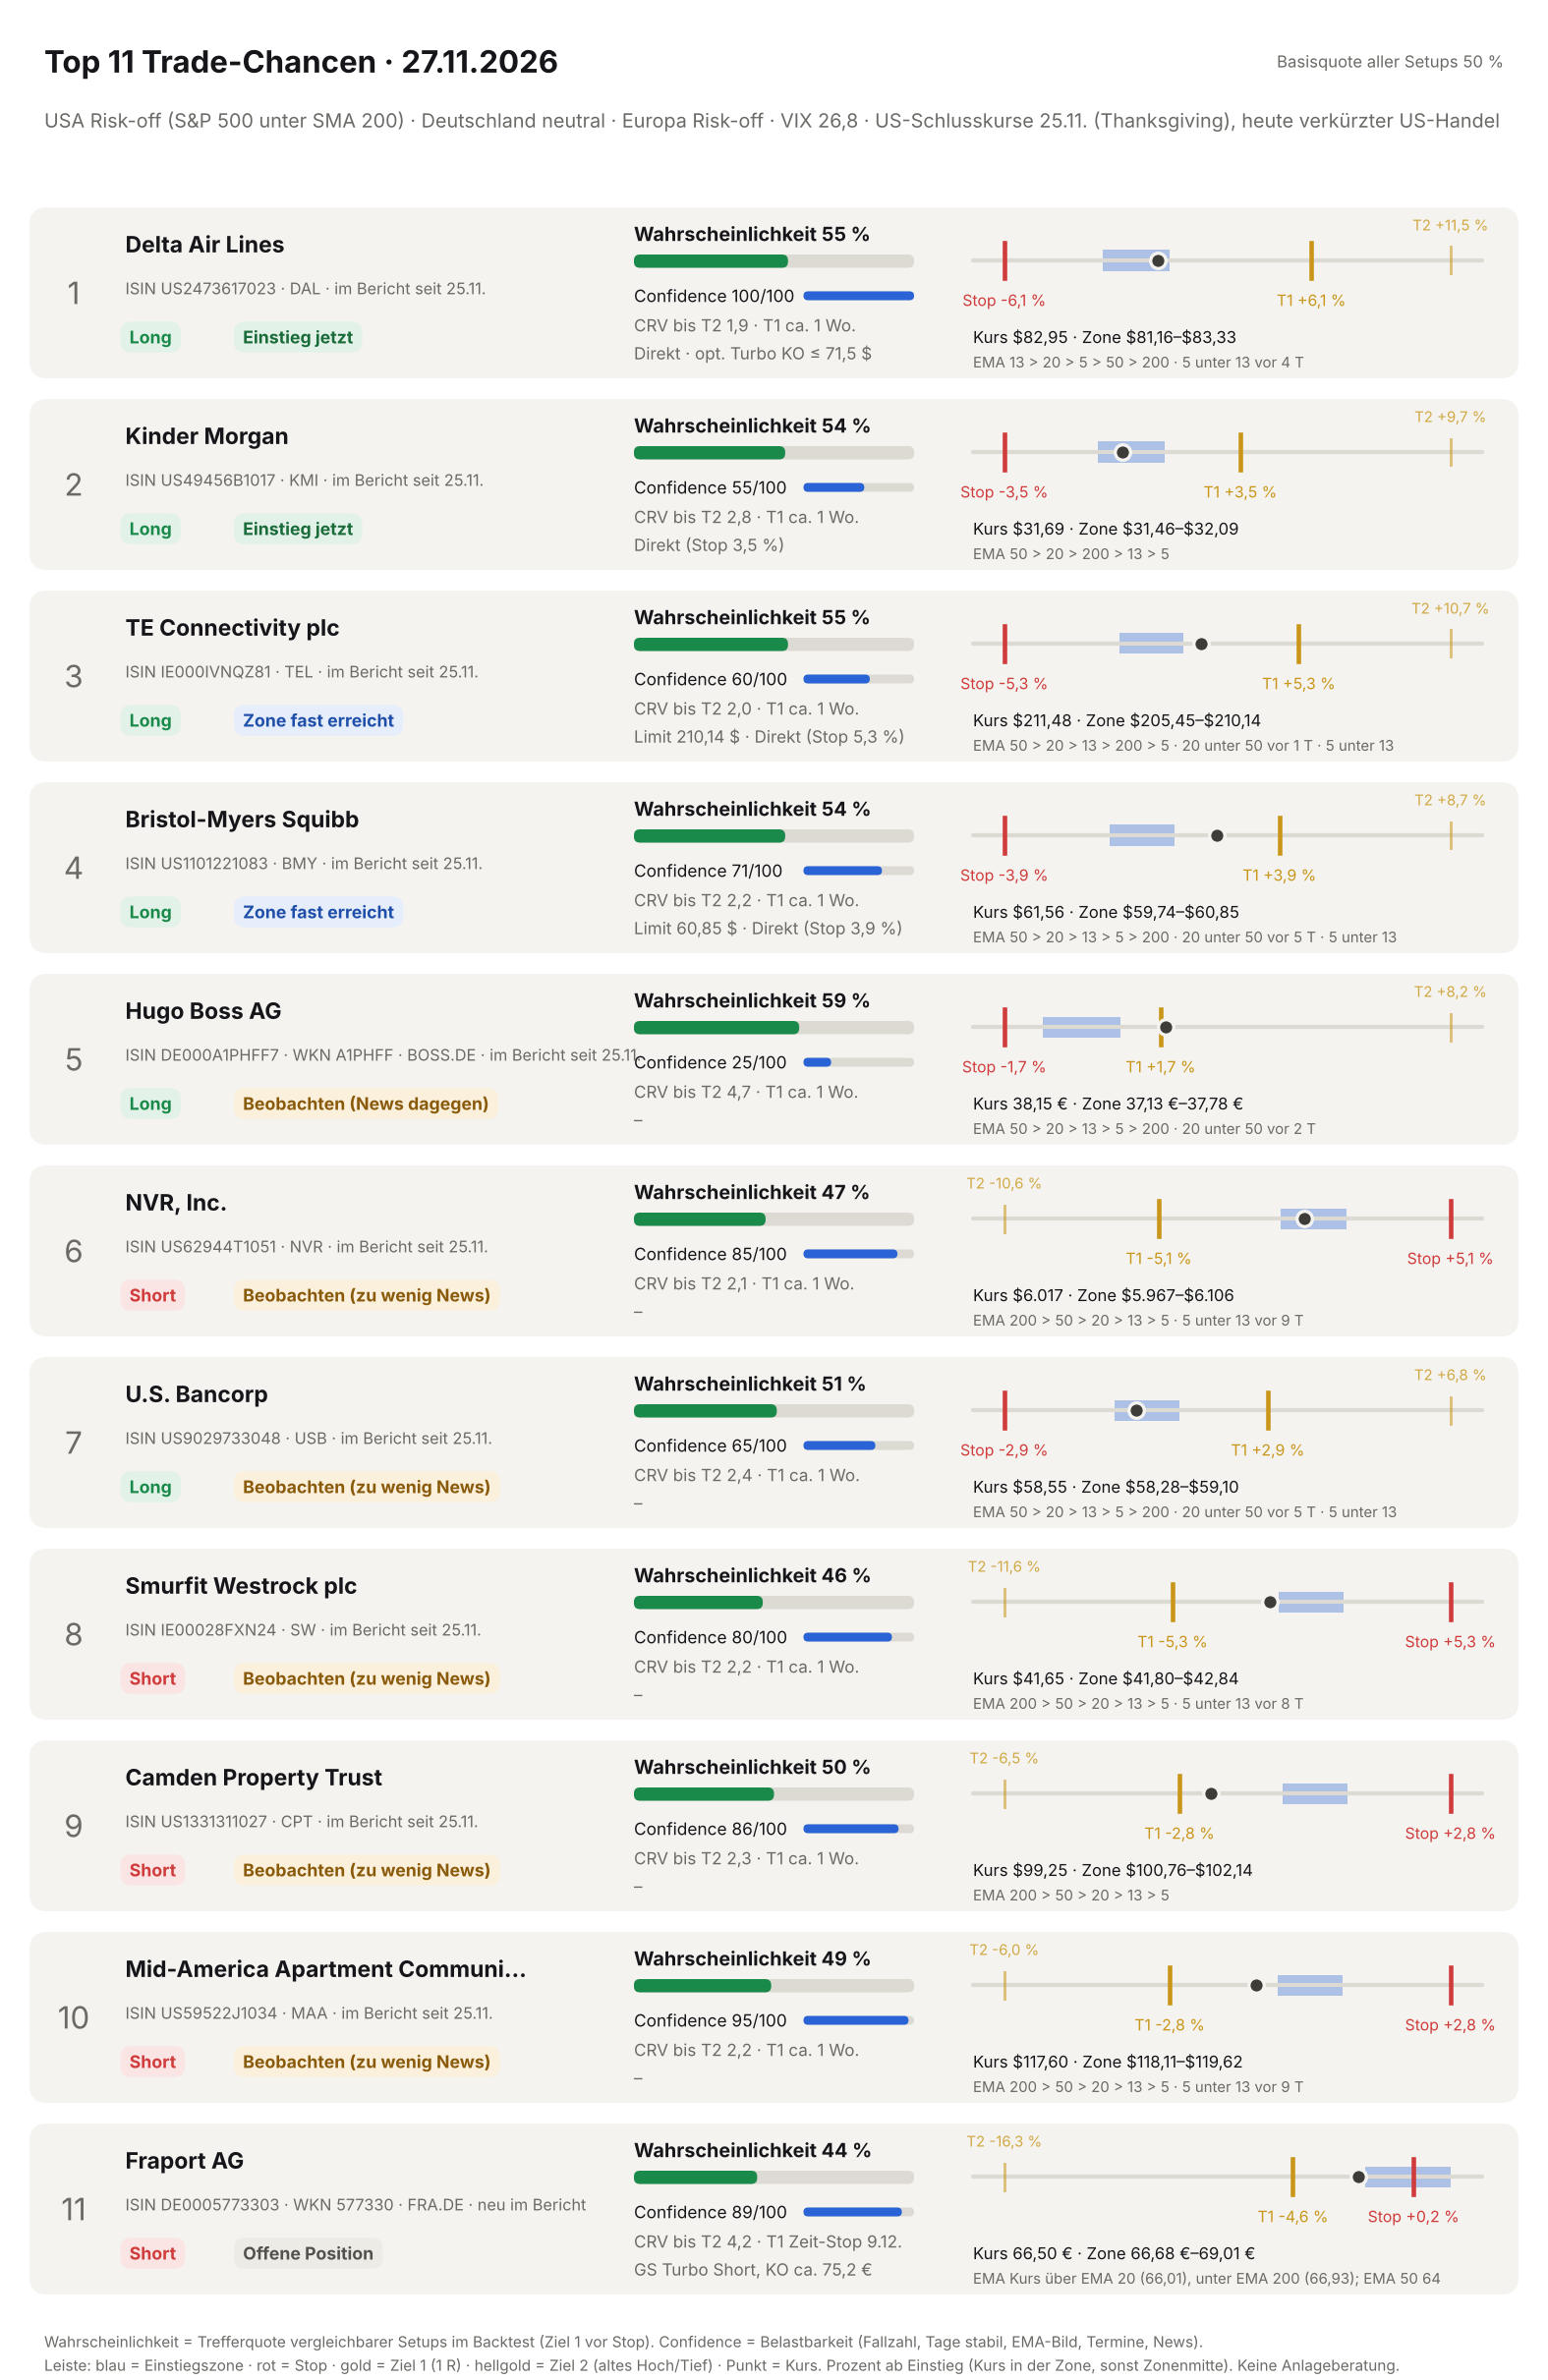 Top 11 Trade-Chancen · 27.11.2026
Basisquote aller Setups 50 %
USA Risk-off (S&P 500 unter SMA 200) · Deutschland neutral · Europa Risk-off · VIX 26,8 · US-Schlusskurse 25.11. (Thanksgiving), heute verkürzter US-Handel
1
Delta Air Lines
ISIN US2473617023 · DAL · im Bericht seit 25.11.
Long
Einstieg jetzt
Wahrscheinlichkeit 55 %
Confidence 100/100
CRV bis T2 1,9 · T1 ca. 1 Wo.
Direkt · opt. Turbo KO ≤ 71,5 $
T2 +11,5 %
Stop -6,1 %
T1 +6,1 %
Kurs $82,95 · Zone $81,16–$83,33
EMA 13 > 20 > 5 > 50 > 200 · 5 unter 13 vor 4 T
2
Kinder Morgan
ISIN US49456B1017 · KMI · im Bericht seit 25.11.
Long
Einstieg jetzt
Wahrscheinlichkeit 54 %
Confidence 55/100
CRV bis T2 2,8 · T1 ca. 1 Wo.
Direkt (Stop 3,5 %)
T2 +9,7 %
Stop -3,5 %
T1 +3,5 %
Kurs $31,69 · Zone $31,46–$32,09
EMA 50 > 20 > 200 > 13 > 5
3
TE Connectivity plc
ISIN IE000IVNQZ81 · TEL · im Bericht seit 25.11.
Long
Zone fast erreicht
Wahrscheinlichkeit 55 %
Confidence 60/100
CRV bis T2 2,0 · T1 ca. 1 Wo.
Limit 210,14 $ · Direkt (Stop 5,3 %)
T2 +10,7 %
Stop -5,3 %
T1 +5,3 %
Kurs $211,48 · Zone $205,45–$210,14
EMA 50 > 20 > 13 > 200 > 5 · 20 unter 50 vor 1 T · 5 unter 13
4
Bristol-Myers Squibb
ISIN US1101221083 · BMY · im Bericht seit 25.11.
Long
Zone fast erreicht
Wahrscheinlichkeit 54 %
Confidence 71/100
CRV bis T2 2,2 · T1 ca. 1 Wo.
Limit 60,85 $ · Direkt (Stop 3,9 %)
T2 +8,7 %
Stop -3,9 %
T1 +3,9 %
Kurs $61,56 · Zone $59,74–$60,85
EMA 50 > 20 > 13 > 5 > 200 · 20 unter 50 vor 5 T · 5 unter 13
5
Hugo Boss AG
ISIN DE000A1PHFF7 · WKN A1PHFF · BOSS.DE · im Bericht seit 25.11.
Long
Beobachten (News dagegen)
Wahrscheinlichkeit 59 %
Confidence 25/100
CRV bis T2 4,7 · T1 ca. 1 Wo.
–
T2 +8,2 %
Stop -1,7 %
T1 +1,7 %
Kurs 38,15 € · Zone 37,13 €–37,78 €
EMA 50 > 20 > 13 > 5 > 200 · 20 unter 50 vor 2 T
6
NVR, Inc.
ISIN US62944T1051 · NVR · im Bericht seit 25.11.
Short
Beobachten (zu wenig News)
Wahrscheinlichkeit 47 %
Confidence 85/100
CRV bis T2 2,1 · T1 ca. 1 Wo.
–
T2 -10,6 %
T1 -5,1 %
Stop +5,1 %
Kurs $6.017 · Zone $5.967–$6.106
EMA 200 > 50 > 20 > 13 > 5 · 5 unter 13 vor 9 T
7
U.S. Bancorp
ISIN US9029733048 · USB · im Bericht seit 25.11.
Long
Beobachten (zu wenig News)
Wahrscheinlichkeit 51 %
Confidence 65/100
CRV bis T2 2,4 · T1 ca. 1 Wo.
–
T2 +6,8 %
Stop -2,9 %
T1 +2,9 %
Kurs $58,55 · Zone $58,28–$59,10
EMA 50 > 20 > 13 > 5 > 200 · 20 unter 50 vor 5 T · 5 unter 13
8
Smurfit Westrock plc
ISIN IE00028FXN24 · SW · im Bericht seit 25.11.
Short
Beobachten (zu wenig News)
Wahrscheinlichkeit 46 %
Confidence 80/100
CRV bis T2 2,2 · T1 ca. 1 Wo.
–
T2 -11,6 %
T1 -5,3 %
Stop +5,3 %
Kurs $41,65 · Zone $41,80–$42,84
EMA 200 > 50 > 20 > 13 > 5 · 5 unter 13 vor 8 T
9
Camden Property Trust
ISIN US1331311027 · CPT · im Bericht seit 25.11.
Short
Beobachten (zu wenig News)
Wahrscheinlichkeit 50 %
Confidence 86/100
CRV bis T2 2,3 · T1 ca. 1 Wo.
–
T2 -6,5 %
T1 -2,8 %
Stop +2,8 %
Kurs $99,25 · Zone $100,76–$102,14
EMA 200 > 50 > 20 > 13 > 5
10
Mid-America Apartment Communi…
ISIN US59522J1034 · MAA · im Bericht seit 25.11.
Short
Beobachten (zu wenig News)
Wahrscheinlichkeit 49 %
Confidence 95/100
CRV bis T2 2,2 · T1 ca. 1 Wo.
–
T2 -6,0 %
T1 -2,8 %
Stop +2,8 %
Kurs $117,60 · Zone $118,11–$119,62
EMA 200 > 50 > 20 > 13 > 5 · 5 unter 13 vor 9 T
11
Fraport AG
ISIN DE0005773303 · WKN 577330 · FRA.DE · neu im Bericht
Short
Offene Position
Wahrscheinlichkeit 44 %
Confidence 89/100
CRV bis T2 4,2 · T1 Zeit-Stop 9.12.
GS Turbo Short, KO ca. 75,2 €
T2 -16,3 %
T1 -4,6 %
Stop +0,2 %
Kurs 66,50 € · Zone 66,68 €–69,01 €
EMA Kurs über EMA 20 (66,01), unter EMA 200 (66,93); EMA 50 64
Wahrscheinlichkeit = Trefferquote vergleichbarer Setups im Backtest (Ziel 1 vor Stop). Confidence = Belastbarkeit (Fallzahl, Tage stabil, EMA-Bild, Termine, News).
Leiste: blau = Einstiegszone · rot = Stop · gold = Ziel 1 (1 R) · hellgold = Ziel 2 (altes Hoch/Tief) · Punkt = Kurs. Prozent ab Einstieg (Kurs in der Zone, sonst Zonenmitte). Keine Anlageberatung.